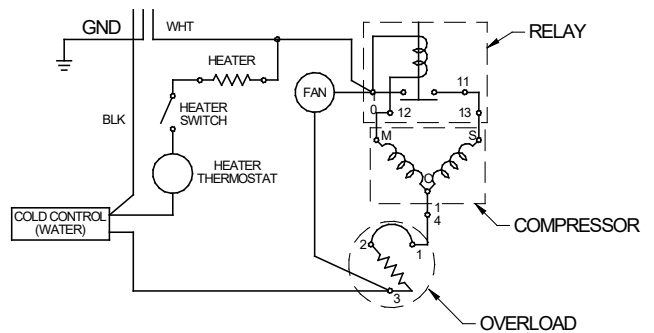 GND
WHT
RELAY
HEATER
FAN
11
0
12
13
HEATER
SWITCH
BLK
M
S
HEATER
THERMOSTAT
C
1
4
COMPRESSOR
COLD CONTROL
(WATER)
2
1
3
OVERLOAD